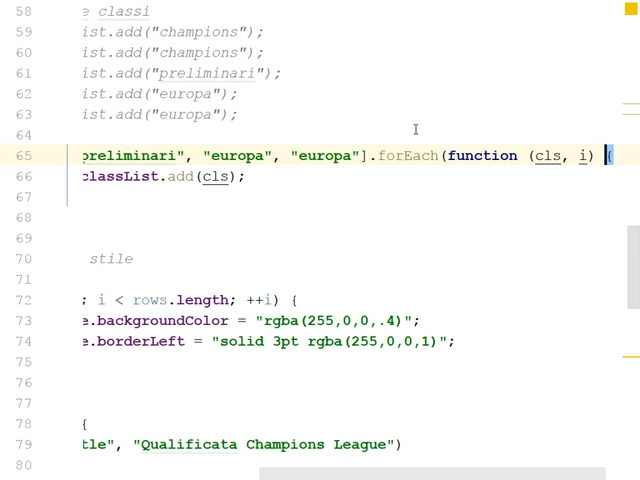 58 e classi
59 ist.add("champions");
60 ist.add("champions");
61 ist.add("preliminari");
62 ist.add("europa");
63 ist.add("europa");
64
65 preliminari", "europa", "europa"].forEach(function (cls, i) {
66 classList.add(cls);
67
68
69
70 stile
71
72 ; i < rows.length; ++i) {
73 e.backgroundColor = "rgba(255,0,0,.4)";
74 e.borderLeft = "solid 3pt rgba(255,0,0,1)";
75
76
77
78 {
79 tle", "Qualificata Champions League")
80